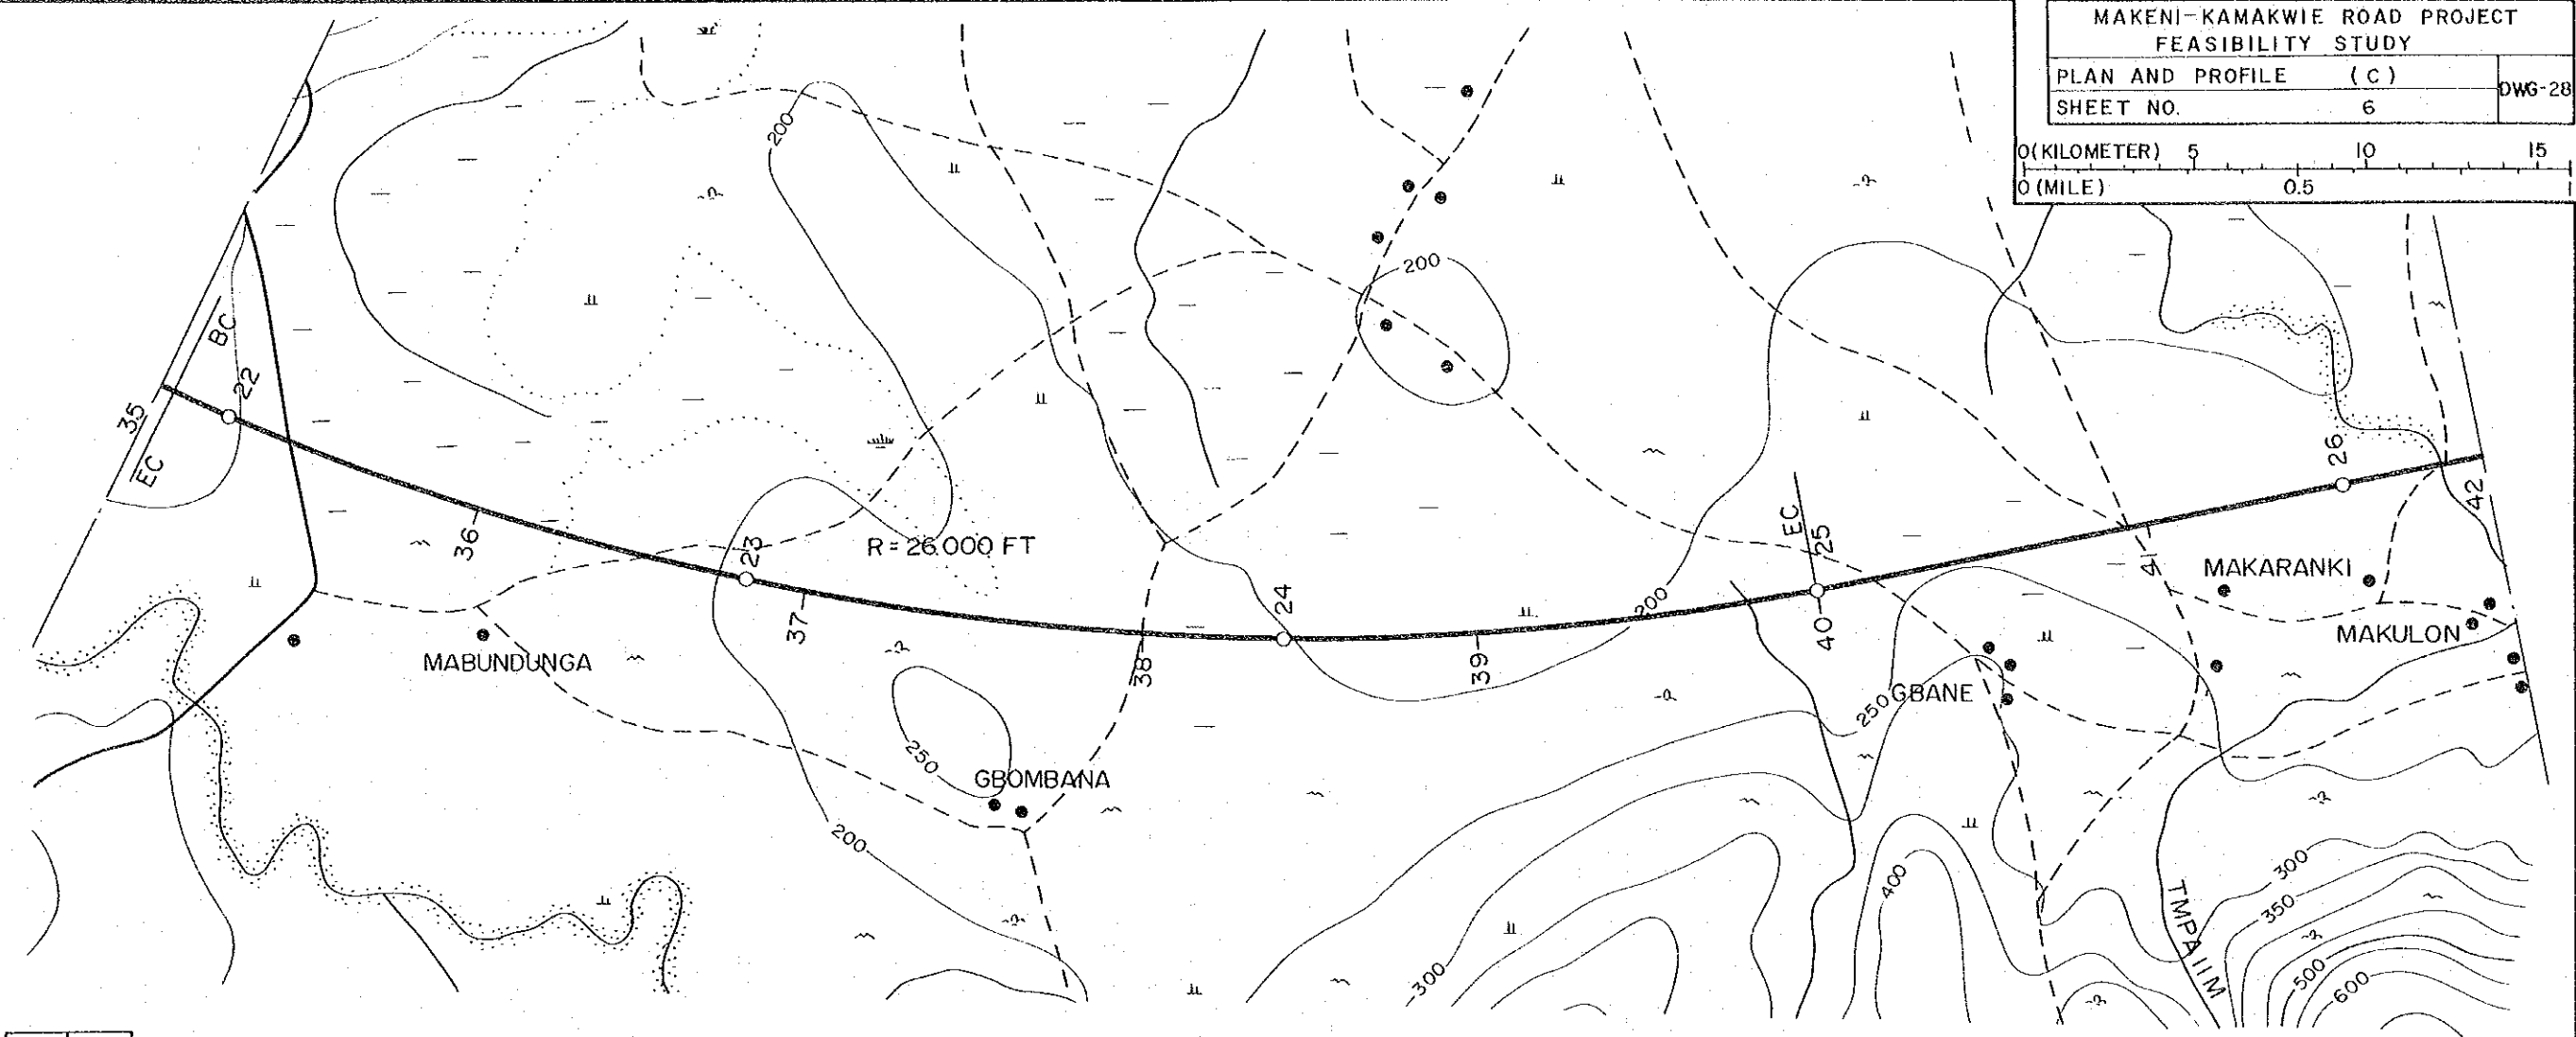 MAKENI-KAMAKWIE ROAD PROJECT
FEASIBILITY STUDY
PLAN AND PROFILE (C)
DWG-28
SHEET NO. 6
0(KILOMETER) 5 10 15
0(MILE) 0.5 1
200
200
BC
22
35
EC
36
23
R=26.000 FT
37
24
38
39
200
EC
25
40
41
26
42
MAKARANKI
MAKULON
MABUNDUNGA
GBANE
250
250
GBOMBANA
200
300
400
300
350
500
600
TMPAIIM